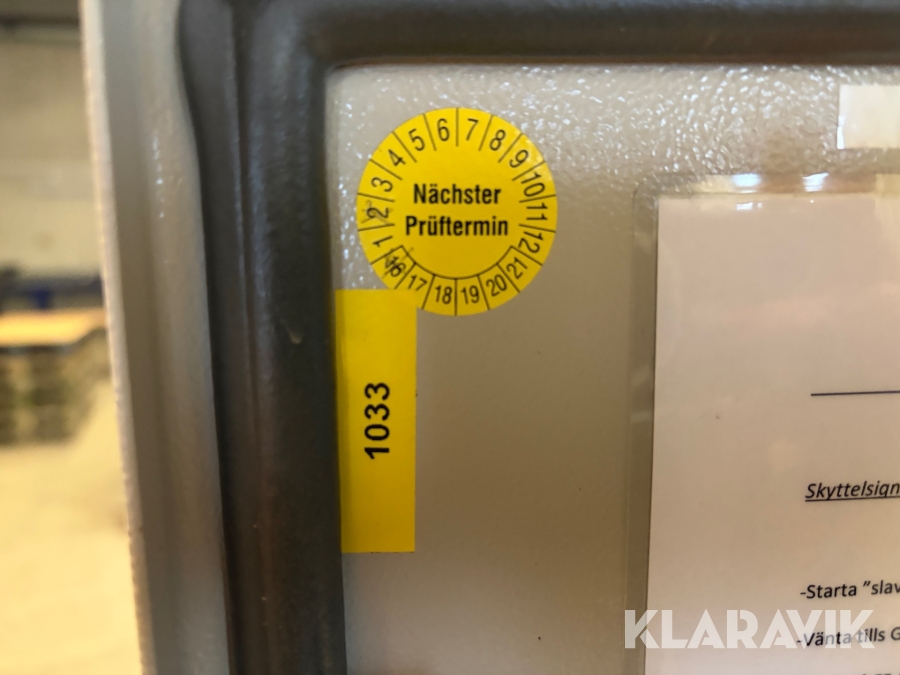 1 2 3 4 5 6 7 8 9 10 11 12
Nächster
Prüftermin
16 17 18 19 20 21
1033
Skyttelsign
-Starta "slav
-Vänta tills G
KLARAVIK